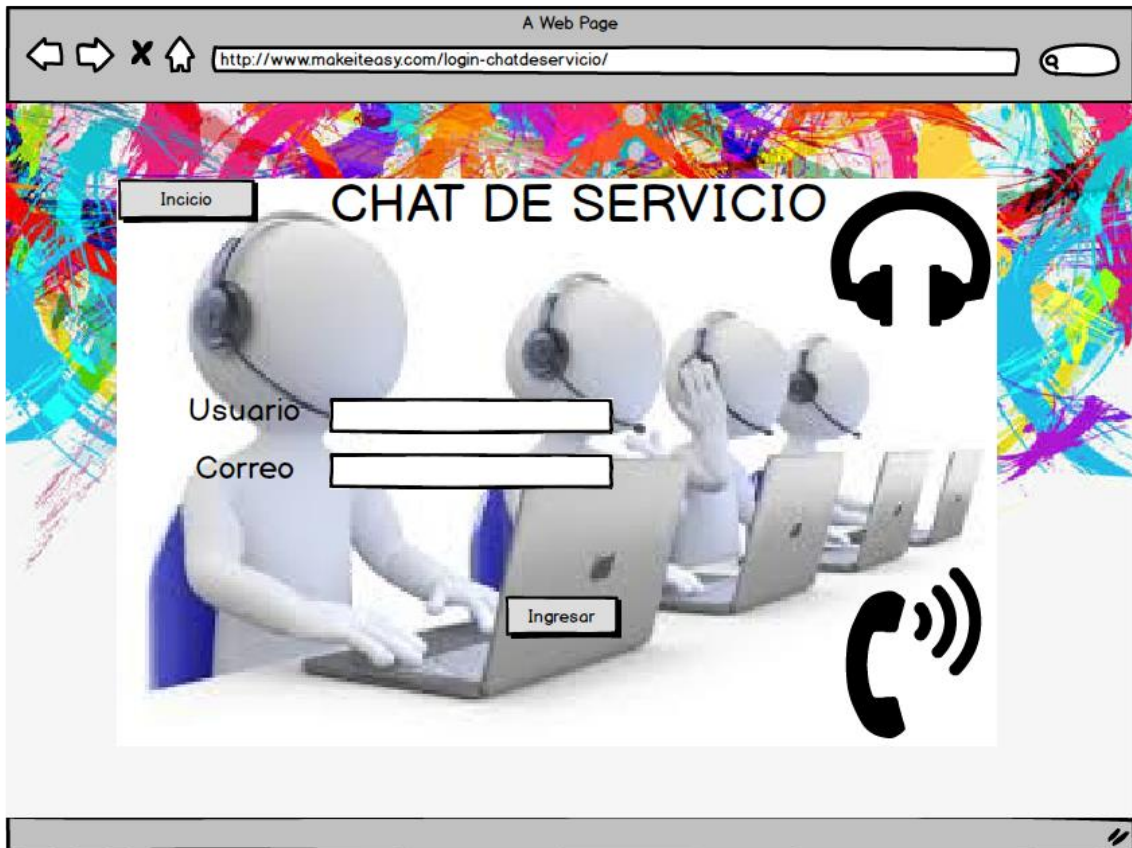 A Web Page
http://www.makeiteasy.com/login-chatdeservicio/
Incicio
CHAT DE SERVICIO
Usuario
Correo
Ingresar